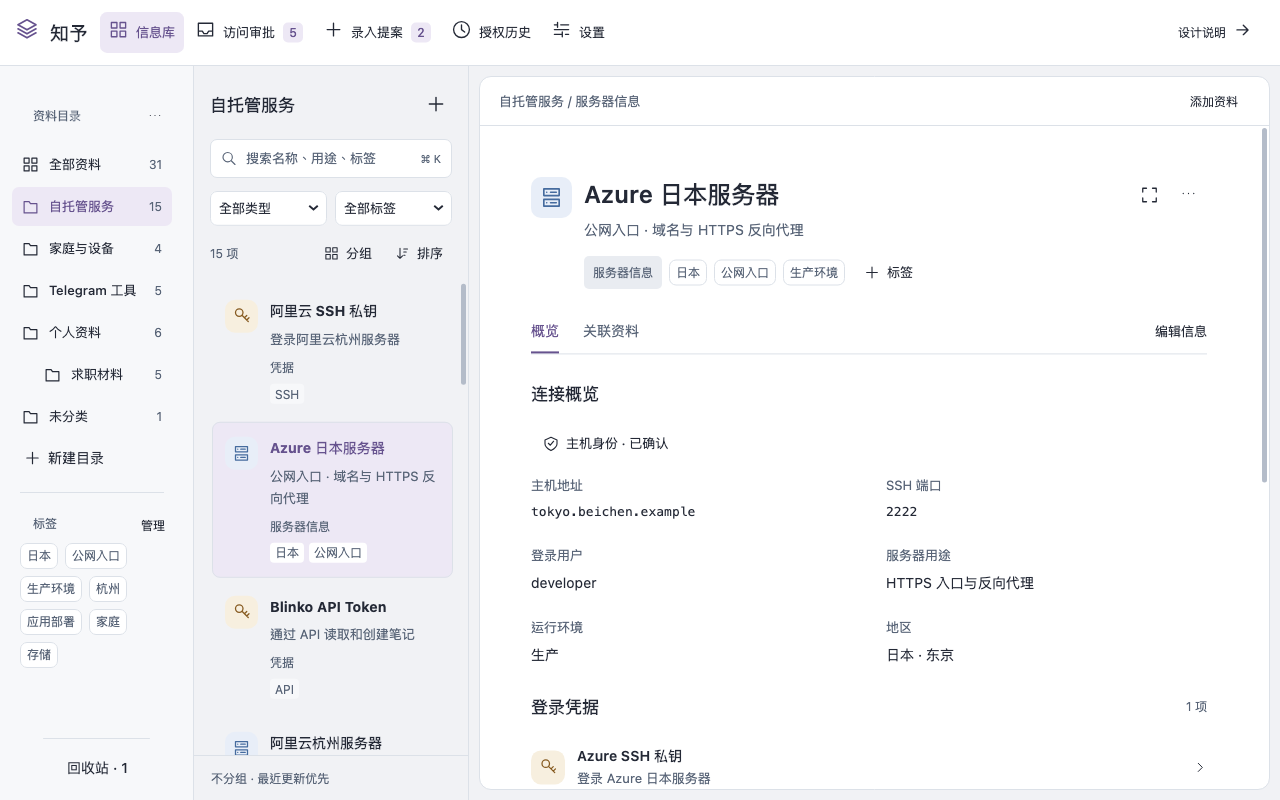 知予
信息库
访问审批 5
录入提案 2
授权历史
设置
设计说明
资料目录 ···
全部资料 31
自托管服务 15
家庭与设备 4
Telegram 工具 5
个人资料 6
求职材料 5
未分类 1
新建目录
标签 管理
日本 公网入口
生产环境 杭州
应用部署 家庭
存储
回收站 · 1
自托管服务
搜索名称、用途、标签 ⌘ K
全部类型 全部标签
15 项 分组 排序
阿里云 SSH 私钥
登录阿里云杭州服务器
凭据
SSH
Azure 日本服务器
公网入口 · 域名与 HTTPS 反
向代理
服务器信息
日本 公网入口
Blinko API Token
通过 API 读取和创建笔记
凭据
API
阿里云杭州服务器
不分组 · 最近更新优先
自托管服务 / 服务器信息 添加资料
Azure 日本服务器 ···
公网入口 · 域名与 HTTPS 反向代理
服务器信息 日本 公网入口 生产环境 标签
概览 关联资料 编辑信息
连接概览
主机身份 · 已确认
主机地址 SSH 端口
tokyo.beichen.example 2222
登录用户 服务器用途
developer HTTPS 入口与反向代理
运行环境 地区
生产 日本 · 东京
登录凭据 1 项
Azure SSH 私钥
登录 Azure 日本服务器